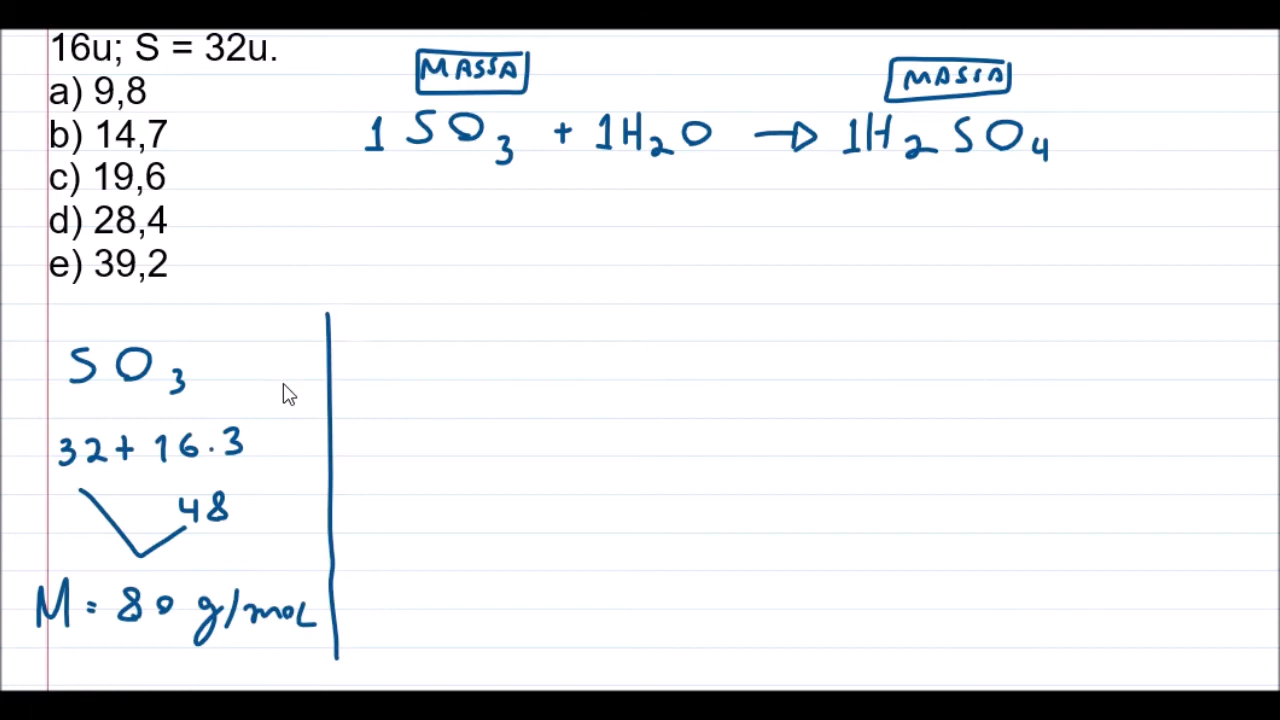 16u; S = 32u.
a) 9,8
b) 14,7
c) 19,6
d) 28,4
e) 39,2
MASSA MASSA
1 SO₃ + 1H₂O → 1H₂SO₄
SO₃
32 + 16.3
48
M = 80 g/mol